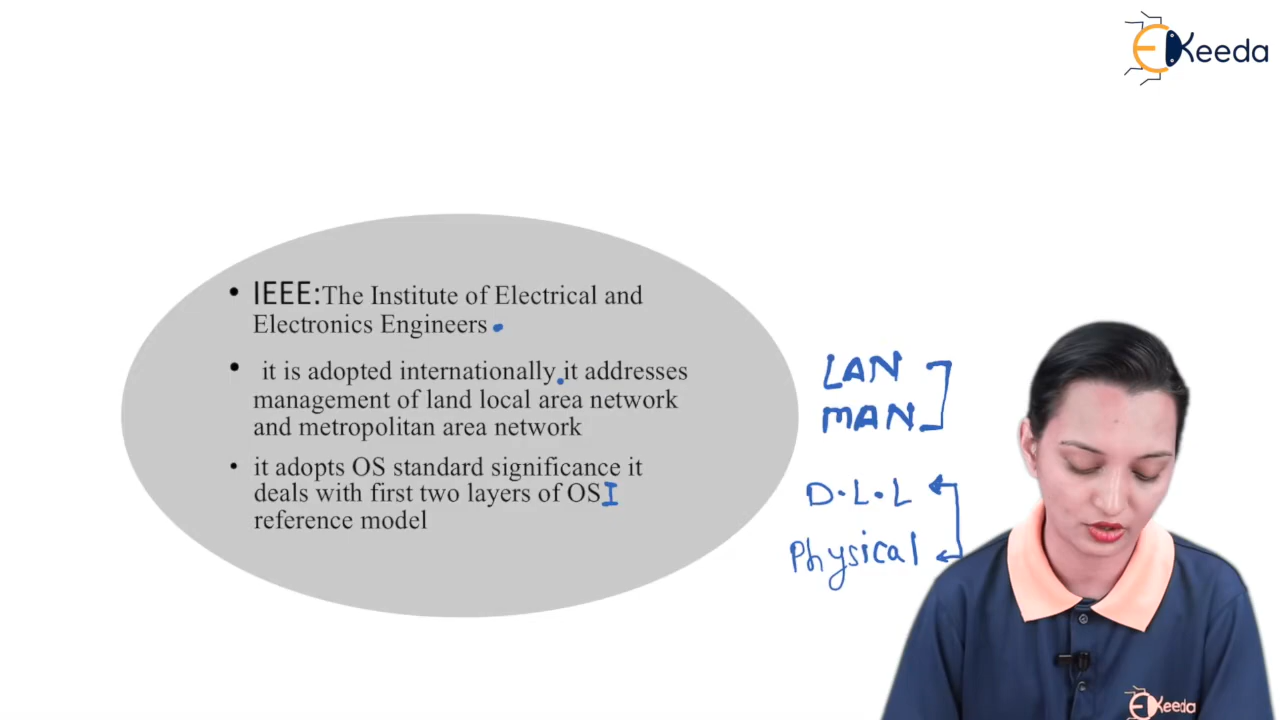 EKeeda
• IEEE:The Institute of Electrical and
Electronics Engineers.
• it is adopted internationally.it addresses
management of land local area network
and metropolitan area network
• it adopts OS standard significance it
deals with first two layers of OSI
reference model
LAN
MAN
D.L.L
Physical
EKeeda